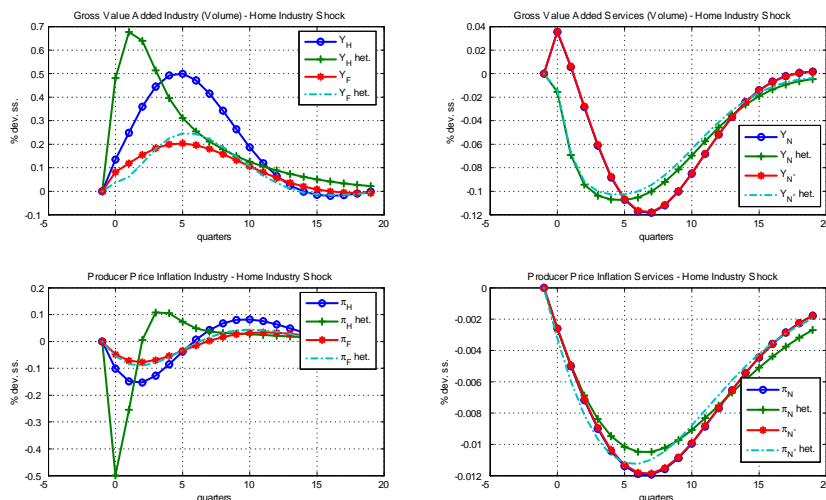 Gross Value Added Industry (Volume) - Home Industry Shock
0.7
0.6
0.5
0.4
0.3
0.2
0.1
0
-0.1
% dev. ss.
-5 0 5 10 15 20
quarters
Y_H
Y_H het.
Y_F
Y_F het.
Gross Value Added Services (Volume) - Home Industry Shock
0.04
0.02
0
-0.02
-0.04
-0.06
-0.08
-0.1
-0.12
% dev. ss.
-5 0 5 10 15 20
quarters
Y_N
Y_N het.
Y_N*
Y_N* het.
Producer Price Inflation Industry - Home Industry Shock
0.2
0.1
0
-0.1
-0.2
-0.3
-0.4
-0.5
% dev. ss.
-5 0 5 10 15 20
quarters
π_H
π_H het.
π_F
π_F het.
Producer Price Inflation Services - Home Industry Shock
0
-0.002
-0.004
-0.006
-0.008
-0.01
-0.012
% dev. ss.
-5 0 5 10 15 20
quarters
π_N
π_N het.
π_N*
π_N* het.